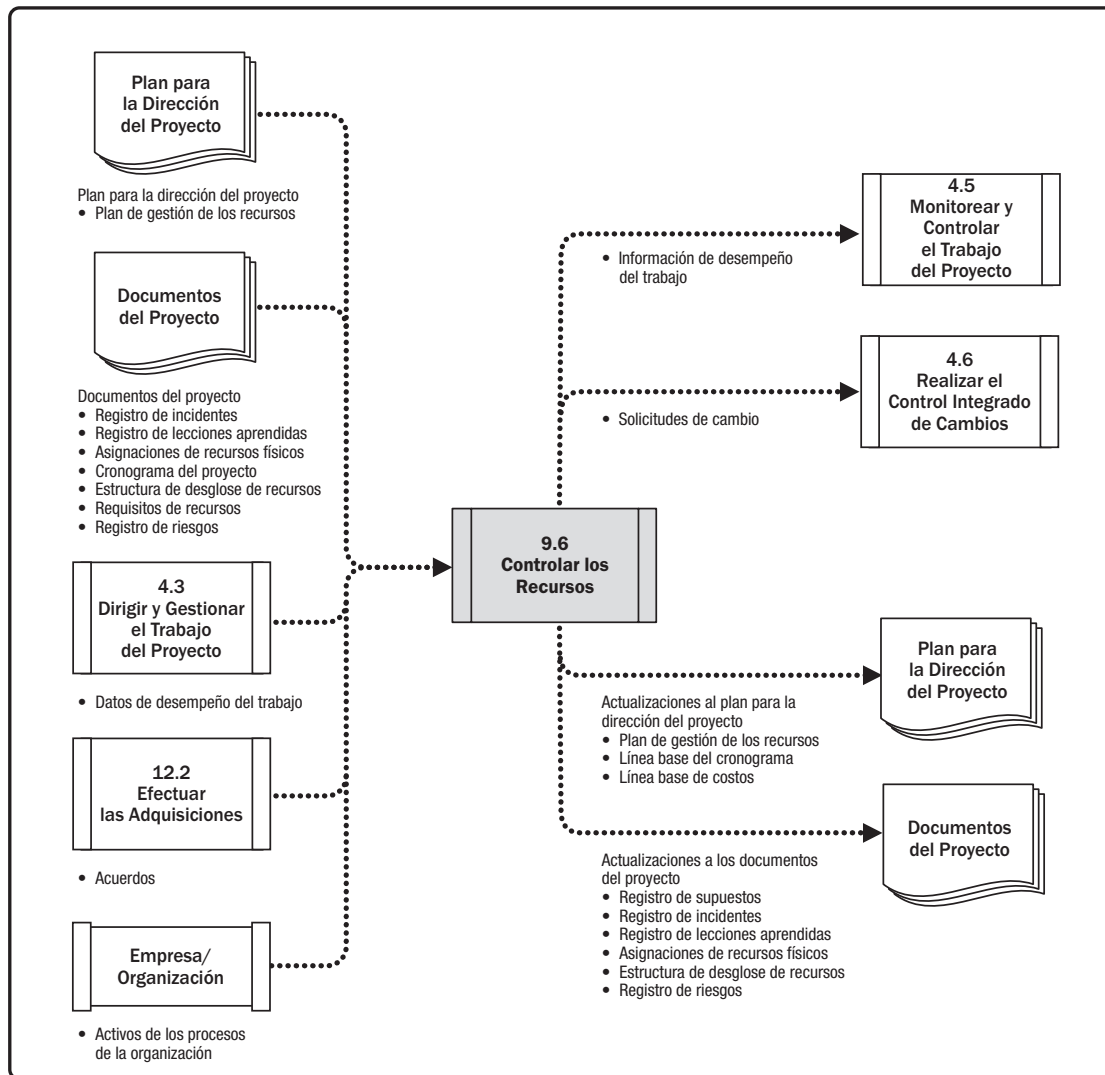 Plan para
la Dirección
del Proyecto
Plan para la dirección del proyecto
• Plan de gestión de los recursos
Documentos
del Proyecto
Documentos del proyecto
• Registro de incidentes
• Registro de lecciones aprendidas
• Asignaciones de recursos físicos
• Cronograma del proyecto
• Estructura de desglose de recursos
• Requisitos de recursos
• Registro de riesgos
4.3
Dirigir y Gestionar
el Trabajo
del Proyecto
• Datos de desempeño del trabajo
12.2
Efectuar
las Adquisiciones
• Acuerdos
Empresa/
Organización
• Activos de los procesos
de la organización
9.6
Controlar los
Recursos
• Información de desempeño
del trabajo
4.5
Monitorear y
Controlar
el Trabajo
del Proyecto
• Solicitudes de cambio
4.6
Realizar el
Control Integrado
de Cambios
Actualizaciones al plan para la
dirección del proyecto
• Plan de gestión de los recursos
• Línea base del cronograma
• Línea base de costos
Plan para
la Dirección
del Proyecto
Actualizaciones a los documentos
del proyecto
• Registro de supuestos
• Registro de incidentes
• Registro de lecciones aprendidas
• Asignaciones de recursos físicos
• Estructura de desglose de recursos
• Registro de riesgos
Documentos
del Proyecto